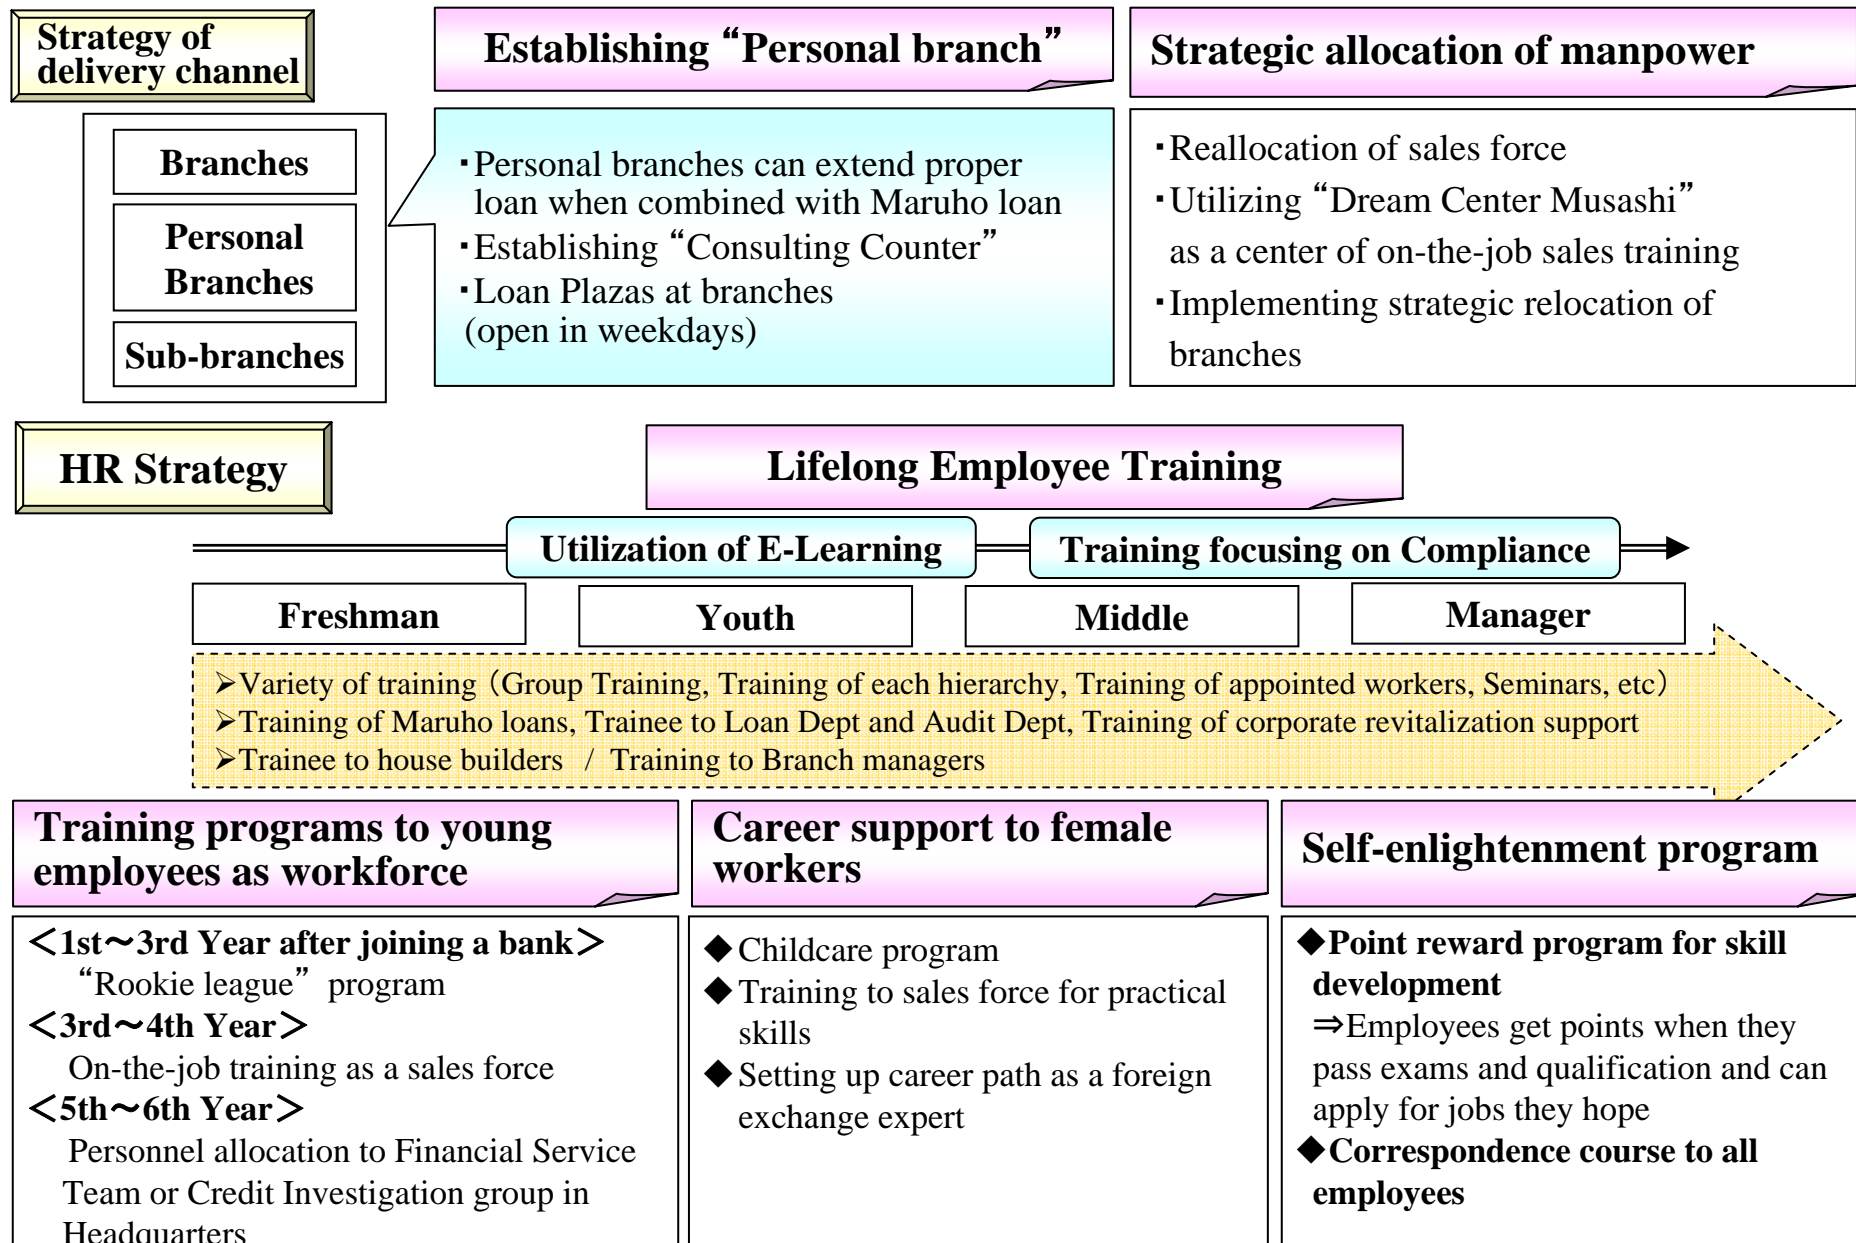 Strategy of
delivery channel
Establishing “Personal branch”
Strategic allocation of manpower
Branches
Personal
Branches
Sub-branches
▪Personal branches can extend proper
loan when combined with Maruho loan
▪Establishing “Consulting Counter”
▪Loan Plazas at branches
(open in weekdays)
▪Reallocation of sales force
▪Utilizing “Dream Center Musashi”
as a center of on-the-job sales training
▪Implementing strategic relocation of
branches
HR Strategy
Lifelong Employee Training
Utilization of E-Learning
Training focusing on Compliance
Freshman
Youth
Middle
Manager
➢Variety of training（Group Training, Training of each hierarchy, Training of appointed workers, Seminars, etc）
➢Training of Maruho loans, Trainee to Loan Dept and Audit Dept, Training of corporate revitalization support
➢Trainee to house builders / Training to Branch managers
Training programs to young
employees as workforce
＜1st～3rd Year after joining a bank＞
“Rookie league” program
＜3rd～4th Year＞
On-the-job training as a sales force
＜5th～6th Year＞
Personnel allocation to Financial Service
Team or Credit Investigation group in
Headquarters
Career support to female
workers
◆Childcare program
◆Training to sales force for practical
skills
◆Setting up career path as a foreign
exchange expert
Self-enlightenment program
◆Point reward program for skill
development
⇒Employees get points when they
pass exams and qualification and can
apply for jobs they hope
◆Correspondence course to all
employees